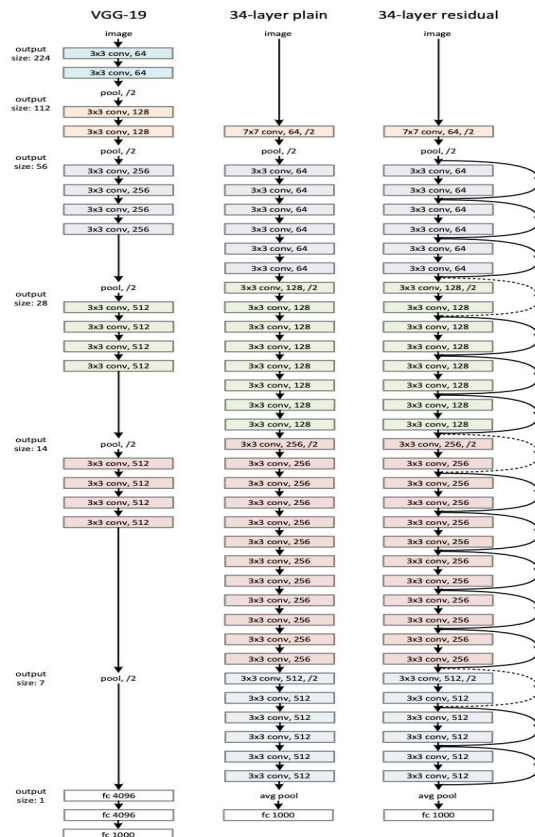 VGG-19
image
output
size: 224
3x3 conv, 64
3x3 conv, 64
output
size: 112
pool, /2
3x3 conv, 128
3x3 conv, 128
output
size: 56
pool, /2
3x3 conv, 256
3x3 conv, 256
3x3 conv, 256
3x3 conv, 256
output
size: 28
pool, /2
3x3 conv, 512
3x3 conv, 512
3x3 conv, 512
3x3 conv, 512
output
size: 14
pool, /2
3x3 conv, 512
3x3 conv, 512
3x3 conv, 512
3x3 conv, 512
output
size: 7
pool, /2
output
size: 1
fc 4096
fc 4096
fc 1000
34-layer plain
image
7x7 conv, 64, /2
pool, /2
3x3 conv, 64
3x3 conv, 64
3x3 conv, 64
3x3 conv, 64
3x3 conv, 64
3x3 conv, 64
3x3 conv, 128, /2
3x3 conv, 128
3x3 conv, 128
3x3 conv, 128
3x3 conv, 128
3x3 conv, 128
3x3 conv, 128
3x3 conv, 128
3x3 conv, 256, /2
3x3 conv, 256
3x3 conv, 256
3x3 conv, 256
3x3 conv, 256
3x3 conv, 256
3x3 conv, 256
3x3 conv, 256
3x3 conv, 256
3x3 conv, 256
3x3 conv, 256
3x3 conv, 256
3x3 conv, 512, /2
3x3 conv, 512
3x3 conv, 512
3x3 conv, 512
3x3 conv, 512
3x3 conv, 512
avg pool
fc 1000
34-layer residual
image
7x7 conv, 64, /2
pool, /2
3x3 conv, 64
3x3 conv, 64
3x3 conv, 64
3x3 conv, 64
3x3 conv, 64
3x3 conv, 64
3x3 conv, 128, /2
3x3 conv, 128
3x3 conv, 128
3x3 conv, 128
3x3 conv, 128
3x3 conv, 128
3x3 conv, 128
3x3 conv, 128
3x3 conv, 256, /2
3x3 conv, 256
3x3 conv, 256
3x3 conv, 256
3x3 conv, 256
3x3 conv, 256
3x3 conv, 256
3x3 conv, 256
3x3 conv, 256
3x3 conv, 256
3x3 conv, 256
3x3 conv, 256
3x3 conv, 512, /2
3x3 conv, 512
3x3 conv, 512
3x3 conv, 512
3x3 conv, 512
3x3 conv, 512
avg pool
fc 1000